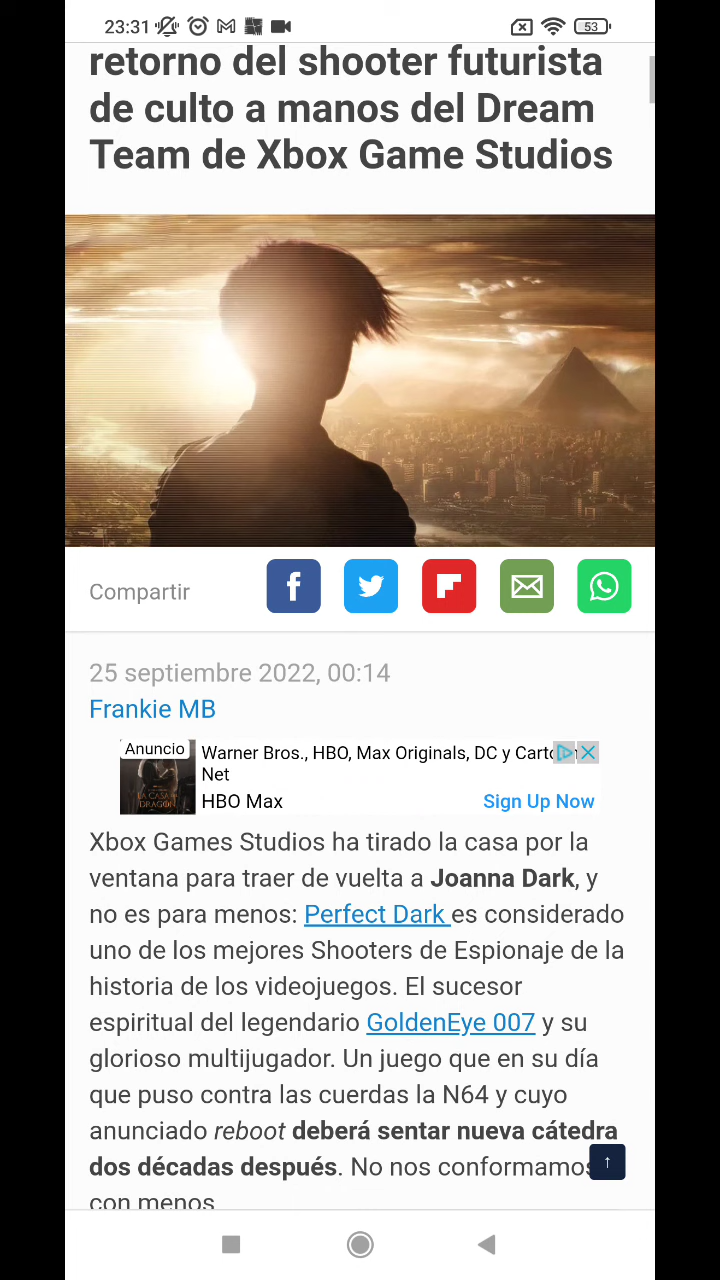 23:31
53
retorno del shooter futurista
de culto a manos del Dream
Team de Xbox Game Studios
Compartir
25 septiembre 2022, 00:14
Frankie MB
Anuncio
LA CASA
DRAGÓN
Warner Bros., HBO, Max Originals, DC y
Net
HBO Max
Sign Up Now
Xbox Games Studios ha tirado la casa por la
ventana para traer de vuelta a Joanna Dark, y
no es para menos: Perfect Dark es considerado
uno de los mejores Shooters de Espionaje de la
historia de los videojuegos. El sucesor
espiritual del legendario GoldenEye 007 y su
glorioso multijugador. Un juego que en su día
que puso contra las cuerdas la N64 y cuyo
anunciado reboot deberá sentar nueva cátedra
dos décadas después. No nos conformamos
con menos